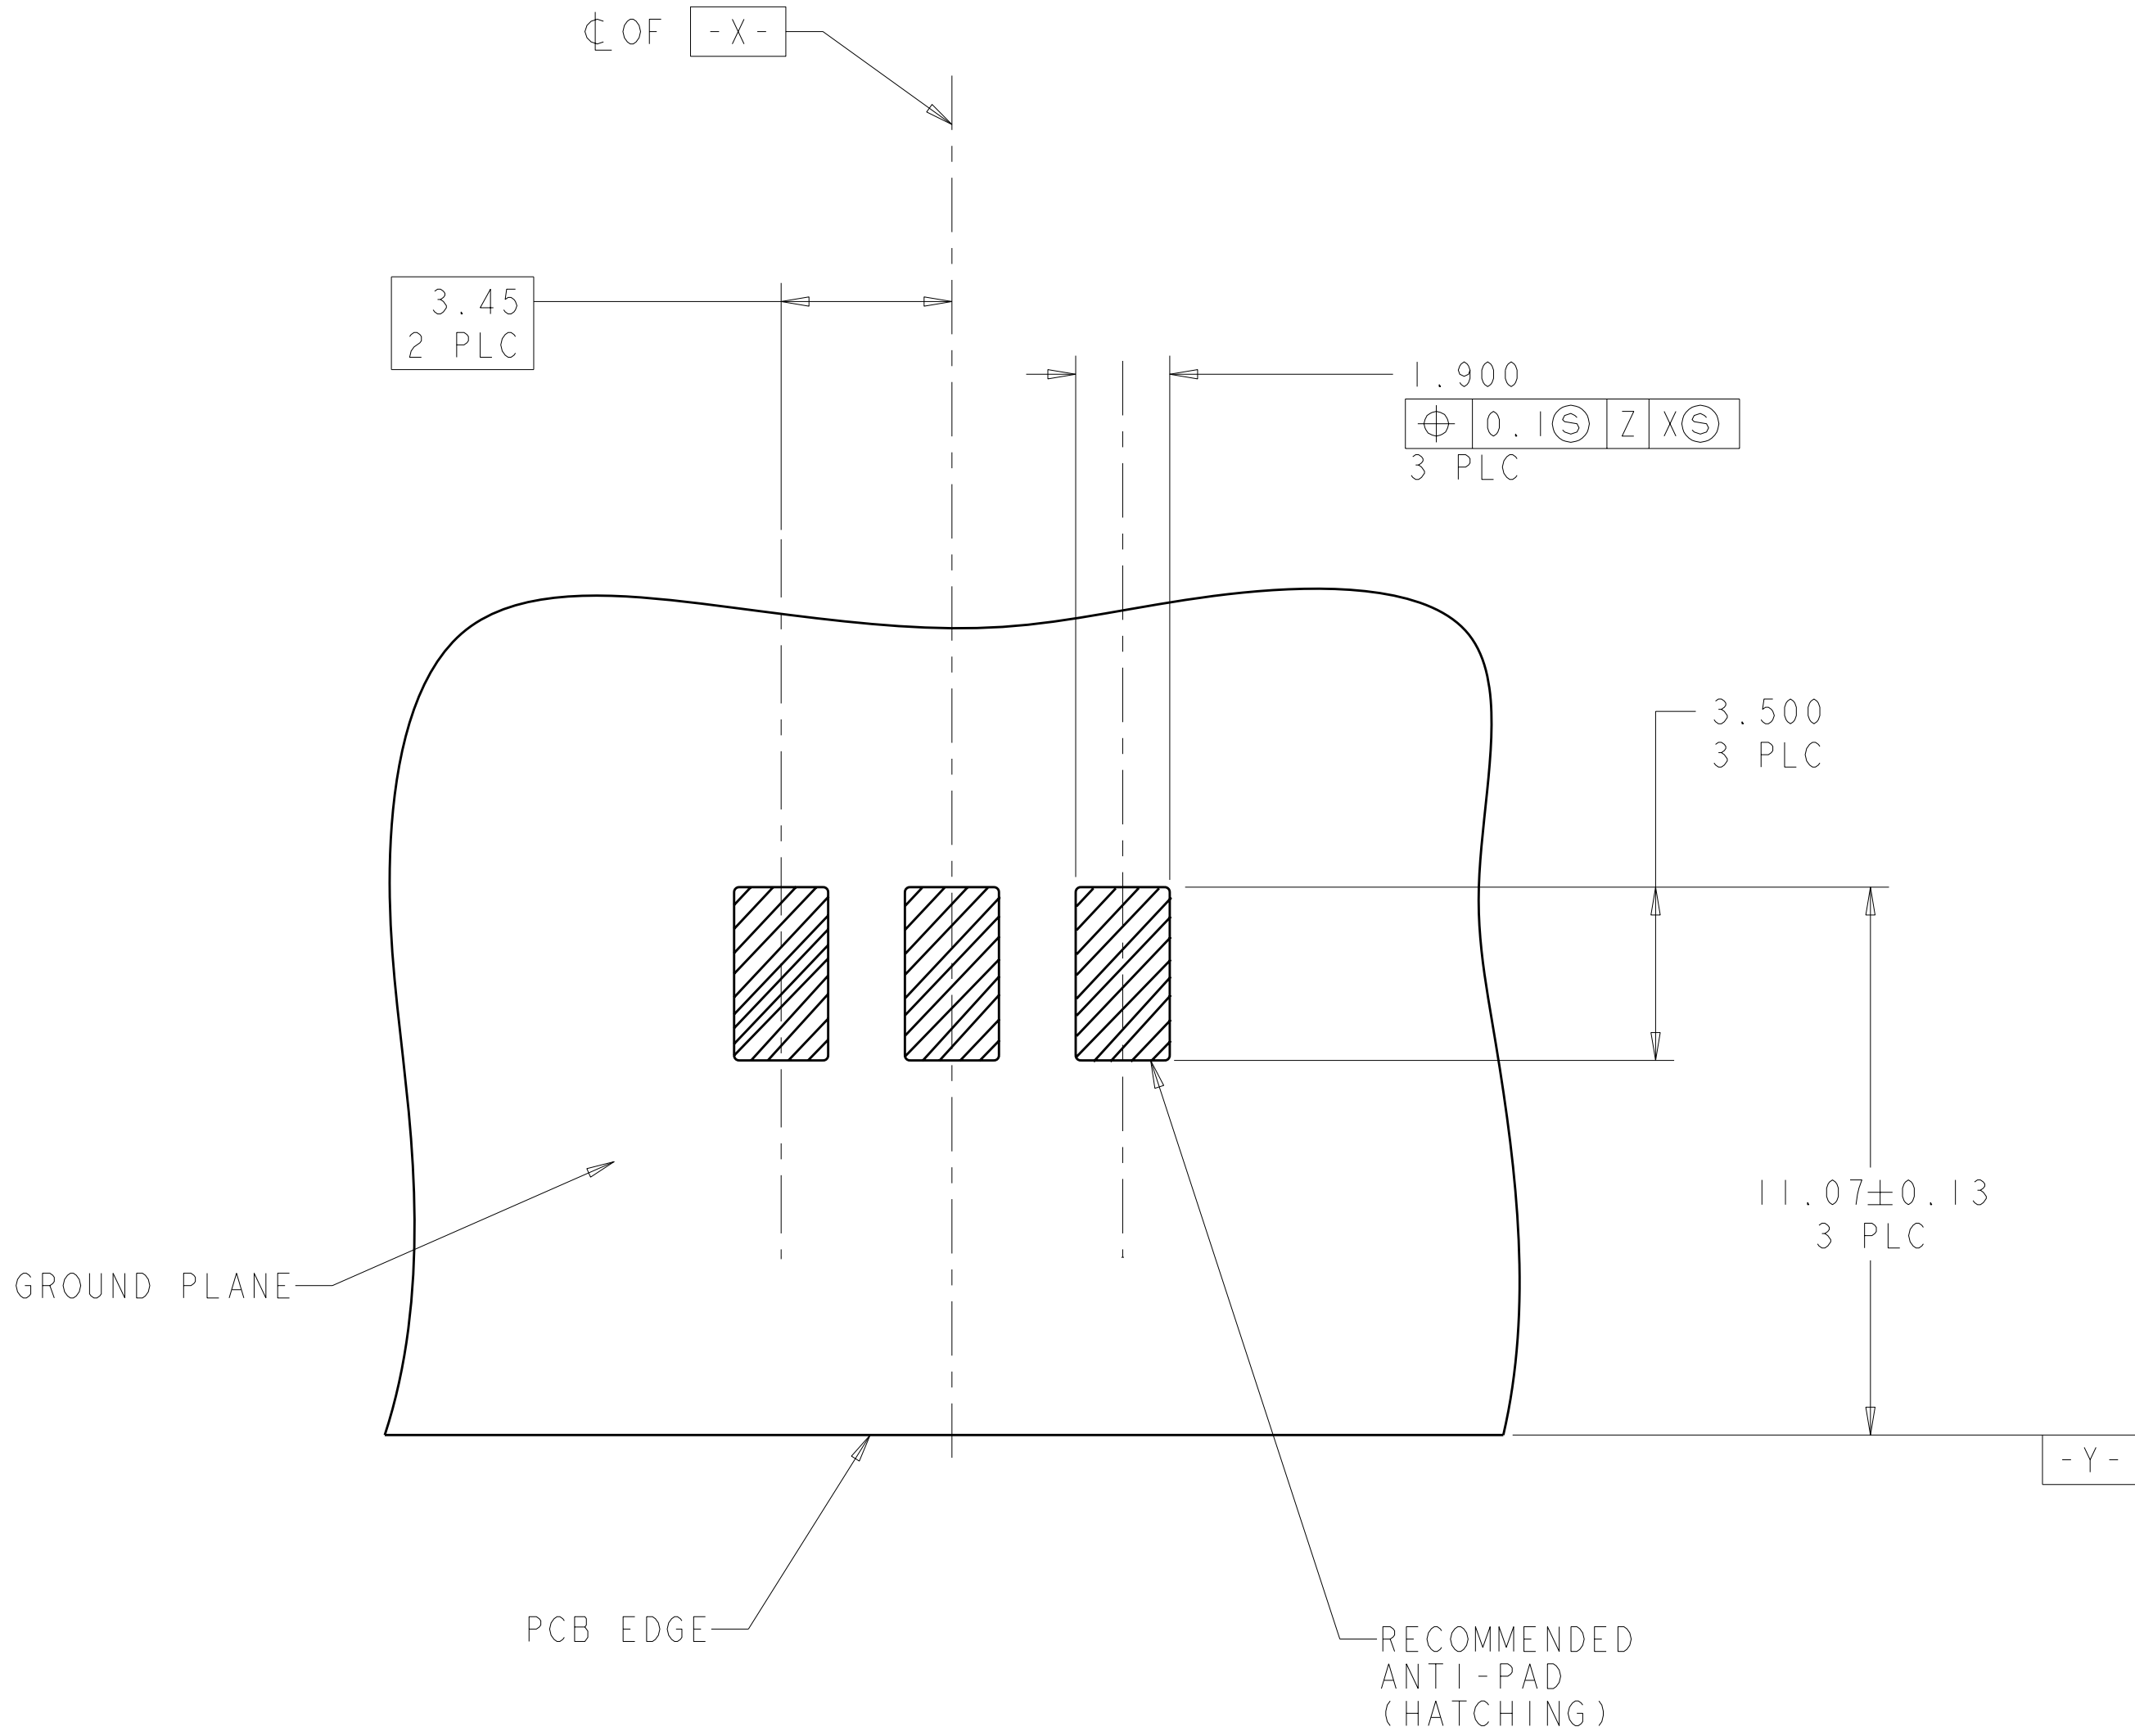 ℄ OF -X-
3.45
2 PLC
1.900
⌖ 0.1Ⓢ Z XⓈ
3 PLC
3.500
3 PLC
11.07±0.13
3 PLC
GROUND PLANE
-Y-
PCB EDGE
RECOMMENDED
ANTI-PAD
(HATCHING)